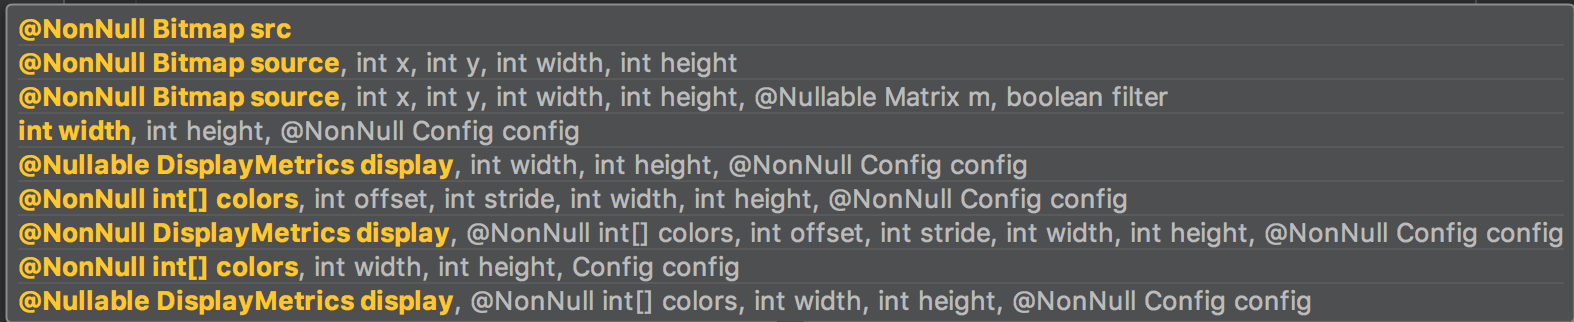 @NonNull Bitmap src
@NonNull Bitmap source, int x, int y, int width, int height
@NonNull Bitmap source, int x, int y, int width, int height, @Nullable Matrix m, boolean filter
int width, int height, @NonNull Config config
@Nullable DisplayMetrics display, int width, int height, @NonNull Config config
@NonNull int[] colors, int offset, int stride, int width, int height, @NonNull Config config
@NonNull DisplayMetrics display, @NonNull int[] colors, int offset, int stride, int width, int height, @NonNull Config config
@NonNull int[] colors, int width, int height, Config config
@Nullable DisplayMetrics display, @NonNull int[] colors, int width, int height, @NonNull Config config